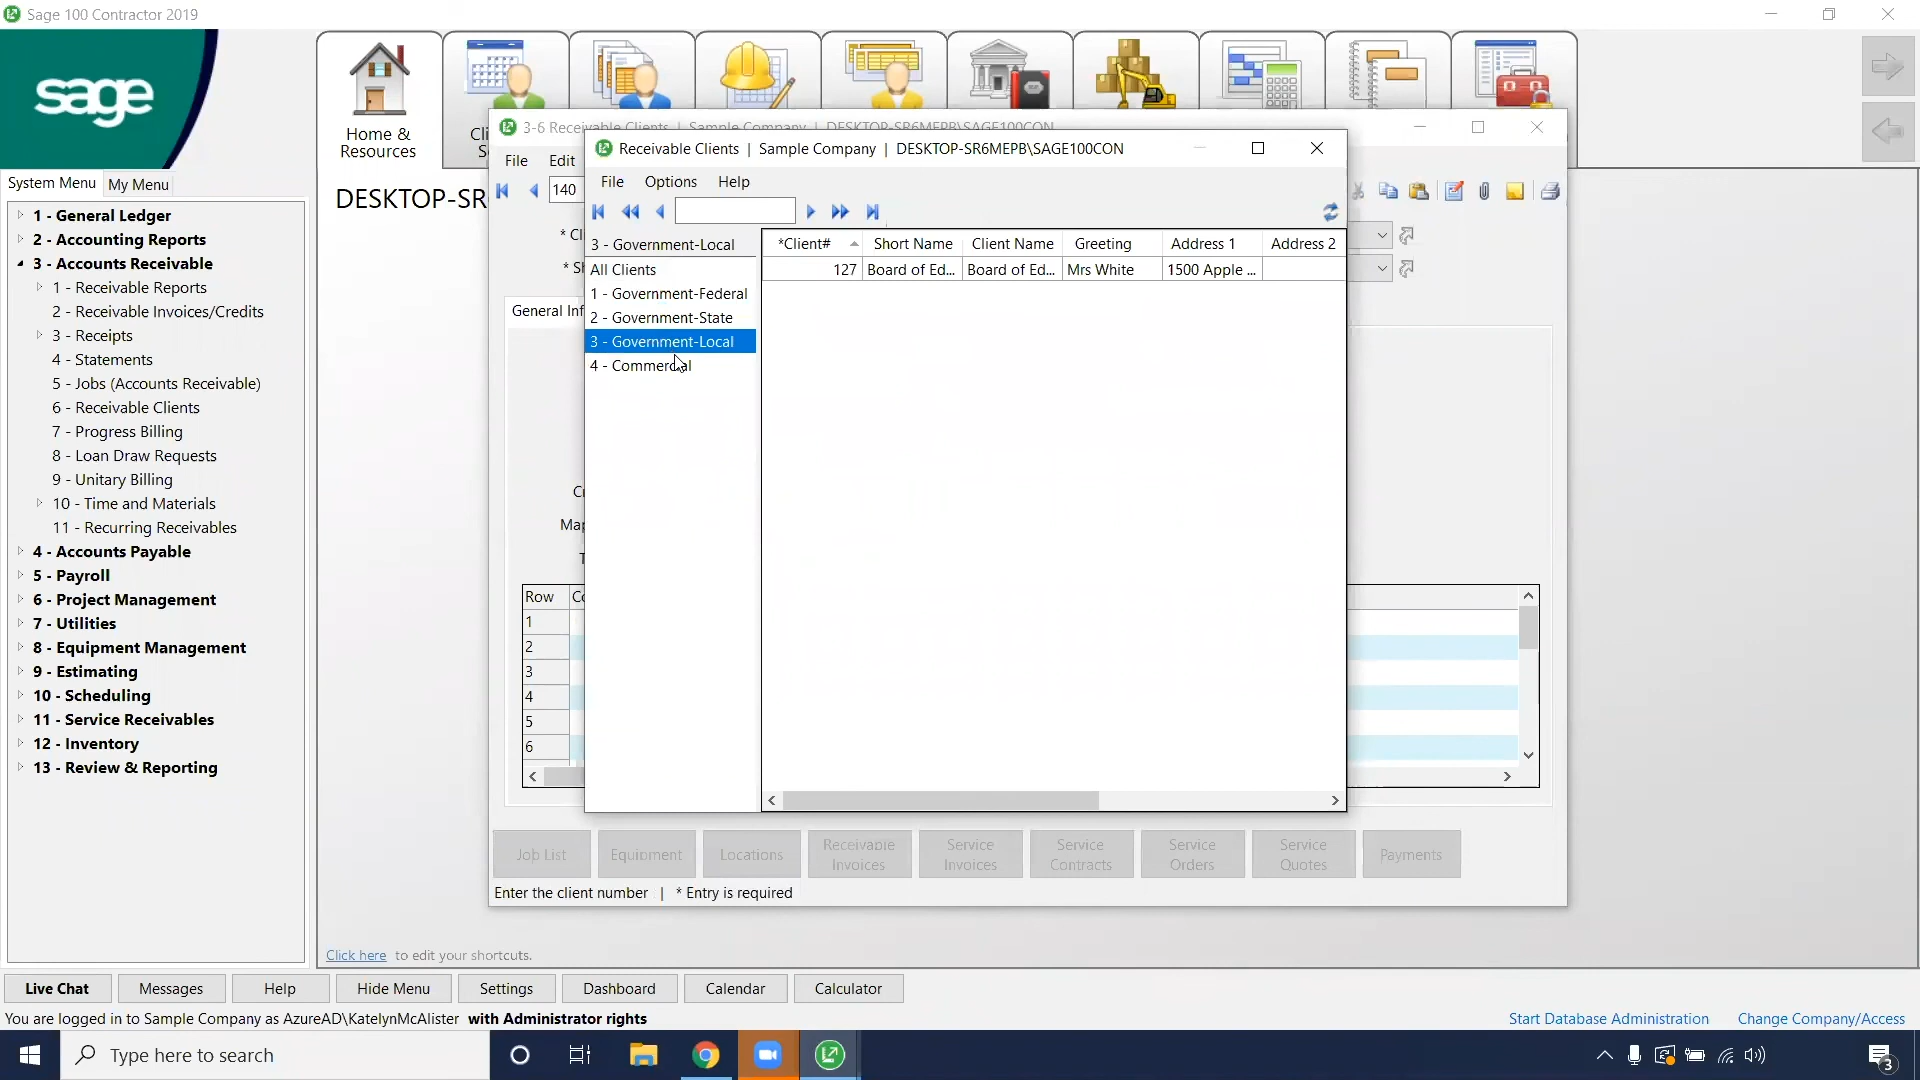 Sage 100 Contractor 2019
sage
Home &
Resources
Cli
S
System Menu
My Menu
1 - General Ledger
2 - Accounting Reports
3 - Accounts Receivable
1 - Receivable Reports
2 - Receivable Invoices/Credits
3 - Receipts
4 - Statements
5 - Jobs (Accounts Receivable)
6 - Receivable Clients
7 - Progress Billing
8 - Loan Draw Requests
9 - Unitary Billing
10 - Time and Materials
11 - Recurring Receivables
4 - Accounts Payable
5 - Payroll
6 - Project Management
7 - Utilities
8 - Equipment Management
9 - Estimating
10 - Scheduling
11 - Service Receivables
12 - Inventory
13 - Review & Reporting
DESKTOP-SR
3-6 Receivable Clients | Sample Company | DESKTOP-SR6MEPB\SAGE100CON
File Edit
140
* Cli
* Sh
General Inf
Ma
Row Co
1
2
3
4
5
6
Receivable Clients | Sample Company | DESKTOP-SR6MEPB\SAGE100CON
File Options Help
3 - Government-Local
All Clients
1 - Government-Federal
2 - Government-State
3 - Government-Local
4 - Commercial
*Client# Short Name Client Name Greeting Address 1 Address 2
127 Board of Ed... Board of Ed... Mrs White 1500 Apple ...
Job List
Equipment
Locations
Receivable
Invoices
Service
Invoices
Service
Contracts
Service
Orders
Service
Quotes
Payments
Enter the client number | * Entry is required
Click here to edit your shortcuts.
Live Chat Messages Help Hide Menu Settings Dashboard Calendar Calculator
You are logged in to Sample Company as AzureAD\KatelynMcAlister with Administrator rights
Start Database Administration Change Company/Access
Type here to search
3